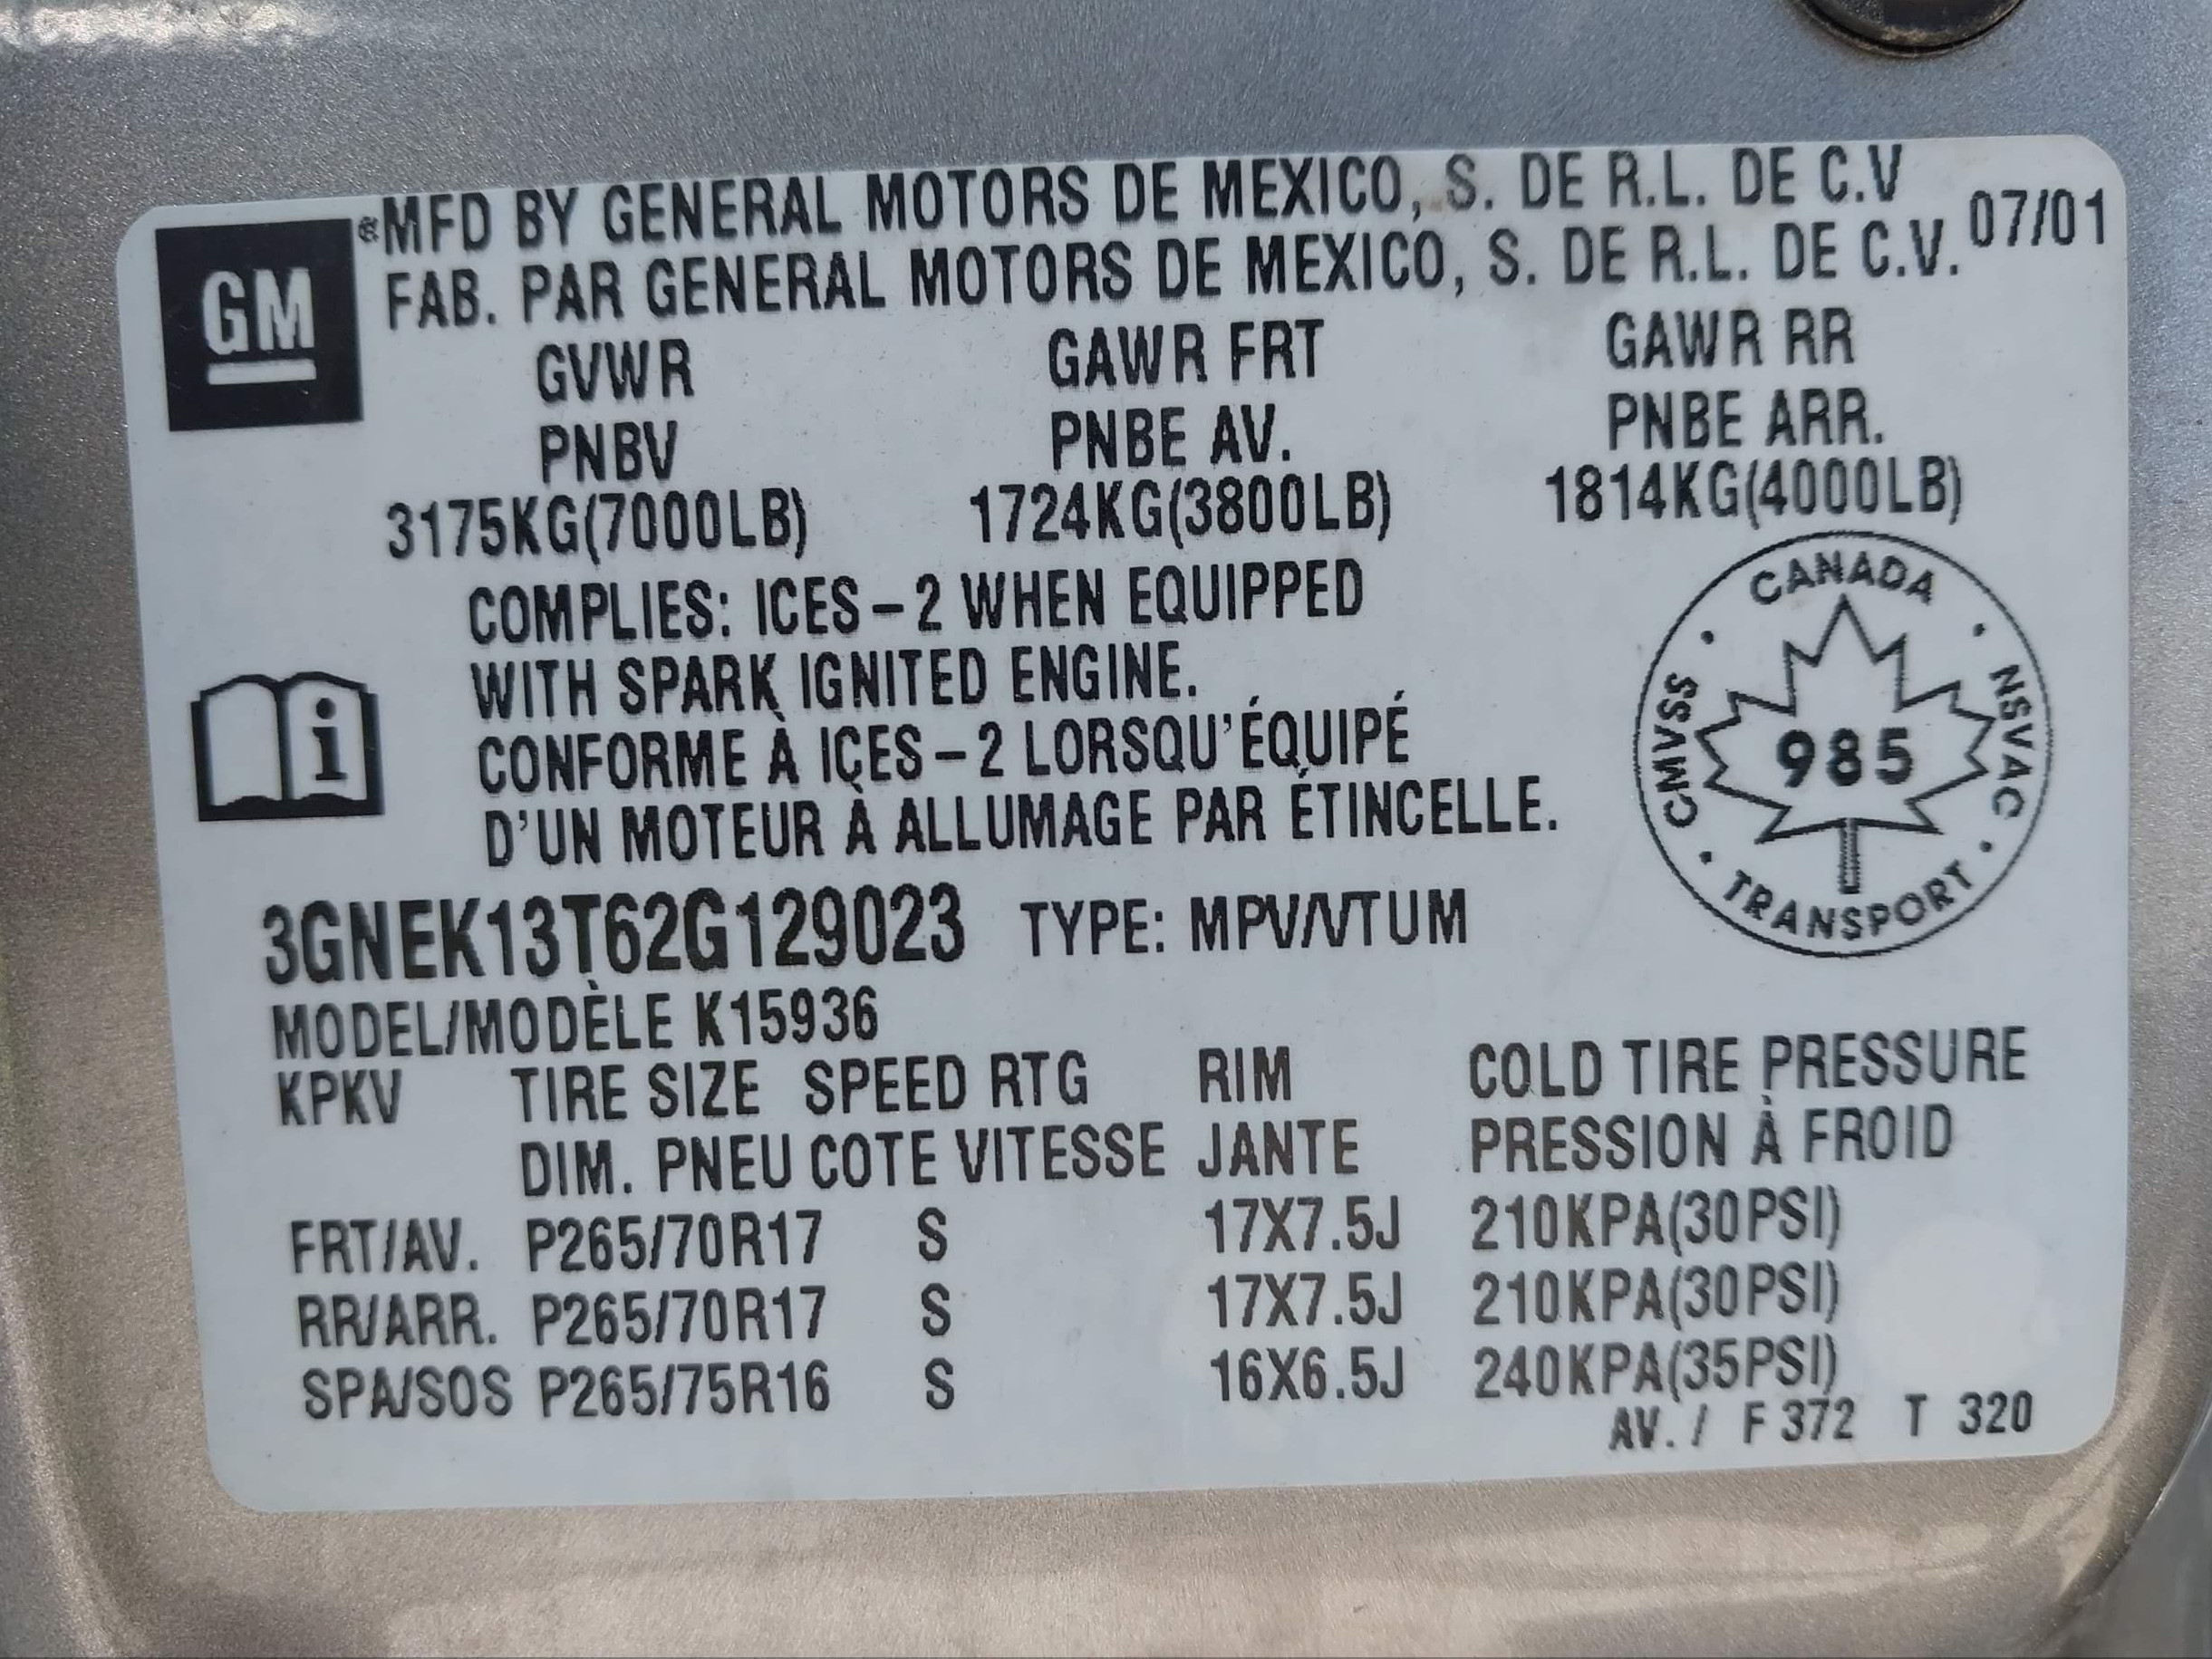 GM
®MFD BY GENERAL MOTORS DE MEXICO, S. DE R.L. DE C.V 07/01
FAB. PAR GENERAL MOTORS DE MEXICO, S. DE R.L. DE C.V.
GVWR GAWR FRT GAWR RR
PNBV PNBE AV. PNBE ARR.
3175KG(7000LB) 1724KG(3800LB) 1814KG(4000LB)
COMPLIES: ICES-2 WHEN EQUIPPED
WITH SPARK IGNITED ENGINE.
CONFORME À IÇES-2 LORSQU'ÉQUIPÉ
D'UN MOTEUR À ALLUMAGE PAR ÉTINCELLE.
i
CANADA
CMVSS
NSVAC
985
TRANSPORT
3GNEK13T62G129023 TYPE: MPV/VTUM
MODEL/MODÈLE K15936
KPKV TIRE SIZE SPEED RTG RIM COLD TIRE PRESSURE
DIM. PNEU COTE VITESSE JANTE PRESSION À FROID
FRT/AV. P265/70R17 S 17X7.5J 210KPA(30PSI)
RR/ARR. P265/70R17 S 17X7.5J 210KPA(30PSI)
SPA/SOS P265/75R16 S 16X6.5J 240KPA(35PSI)
AV. / F 372 T 320